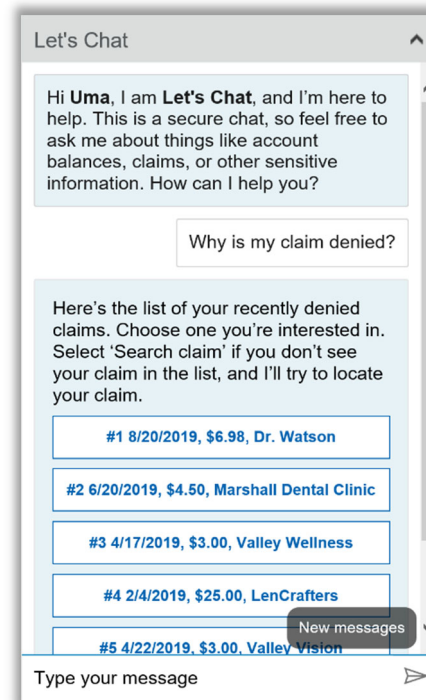 Let's Chat
Hi Uma, I am Let's Chat, and I'm here to
help. This is a secure chat, so feel free to
ask me about things like account
balances, claims, or other sensitive
information. How can I help you?
Why is my claim denied?
Here's the list of your recently denied
claims. Choose one you're interested in.
Select ‘Search claim’ if you don't see
your claim in the list, and I'll try to locate
your claim.
#1 8/20/2019, $6.98, Dr. Watson
#2 6/20/2019, $4.50, Marshall Dental Clinic
#3 4/17/2019, $3.00, Valley Wellness
#4 2/4/2019, $25.00, LenCrafters
New messages
#5 4/22/2019, $3.00, Valley Vision
Type your message